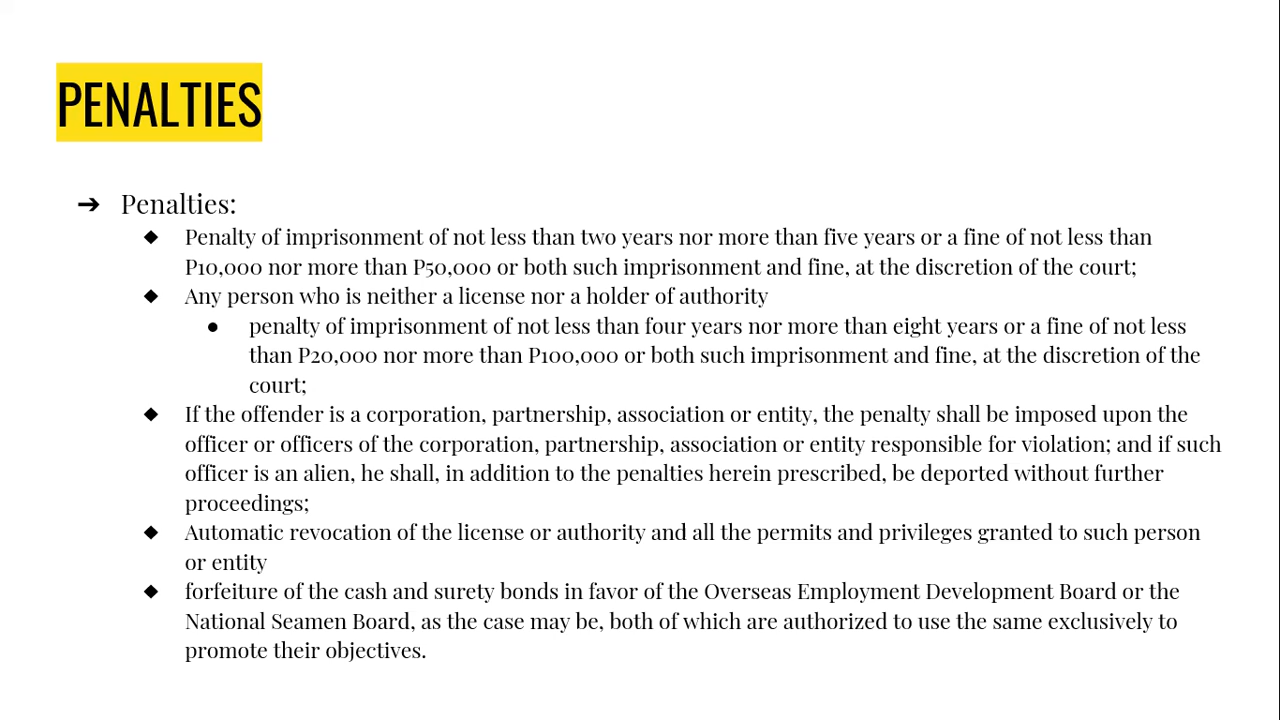 PENALTIES
➔ Penalties:
◆ Penalty of imprisonment of not less than two years nor more than five years or a fine of not less than
P10,000 nor more than P50,000 or both such imprisonment and fine, at the discretion of the court;
◆ Any person who is neither a license nor a holder of authority
● penalty of imprisonment of not less than four years nor more than eight years or a fine of not less
than P20,000 nor more than P100,000 or both such imprisonment and fine, at the discretion of the
court;
◆ If the offender is a corporation, partnership, association or entity, the penalty shall be imposed upon the
officer or officers of the corporation, partnership, association or entity responsible for violation; and if such
officer is an alien, he shall, in addition to the penalties herein prescribed, be deported without further
proceedings;
◆ Automatic revocation of the license or authority and all the permits and privileges granted to such person
or entity
◆ forfeiture of the cash and surety bonds in favor of the Overseas Employment Development Board or the
National Seamen Board, as the case may be, both of which are authorized to use the same exclusively to
promote their objectives.